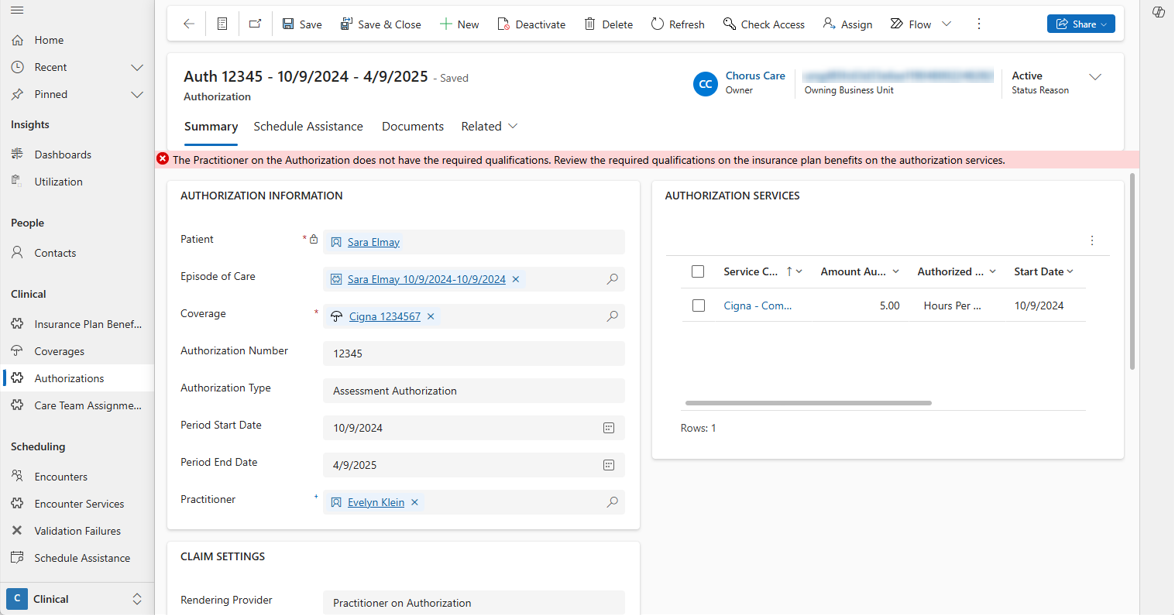 Save
Save & Close
New
Deactivate
Delete
Refresh
Check Access
Assign
Flow
Share
Home
Recent
Pinned
Insights
Dashboards
Utilization
People
Contacts
Clinical
Insurance Plan Benef...
Coverages
Authorizations
Care Team Assignme...
Scheduling
Encounters
Encounter Services
Validation Failures
Schedule Assistance
C Clinical
Auth 12345 - 10/9/2024 - 4/9/2025 - Saved
Authorization
CC
Chorus Care
Owner
Owning Business Unit
Active
Status Reason
Summary Schedule Assistance Documents Related
The Practitioner on the Authorization does not have the required qualifications. Review the required qualifications on the insurance plan benefits on the authorization services.
AUTHORIZATION INFORMATION
Patient * Sara Elmay
Episode of Care Sara Elmay 10/9/2024-10/9/2024 ×
Coverage * Cigna 1234567 ×
Authorization Number 12345
Authorization Type Assessment Authorization
Period Start Date 10/9/2024
Period End Date 4/9/2025
Practitioner + Evelyn Klein ×
CLAIM SETTINGS
Rendering Provider Practitioner on Authorization
AUTHORIZATION SERVICES
Service C... ↑ Amount Au... Authorized ... Start Date
Cigna - Com... 5.00 Hours Per ... 10/9/2024
Rows: 1